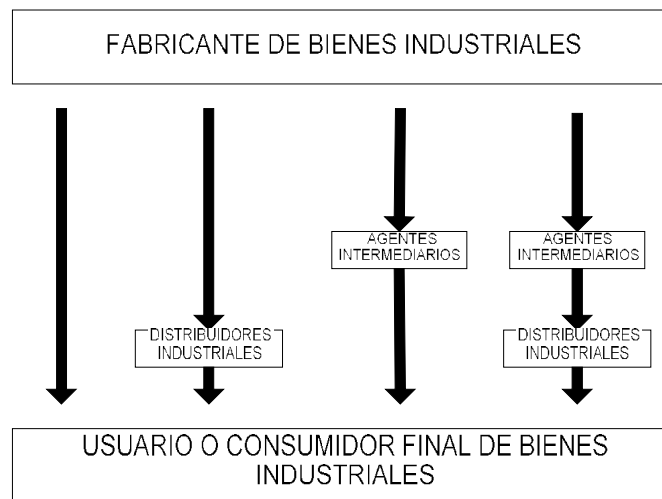 FABRICANTE DE BIENES INDUSTRIALES
AGENTES
INTERMEDIARIOS
AGENTES
INTERMEDIARIOS
DISTRIBUIDORES
INDUSTRIALES
DISTRIBUIDORES
INDUSTRIALES
USUARIO O CONSUMIDOR FINAL DE BIENES
INDUSTRIALES